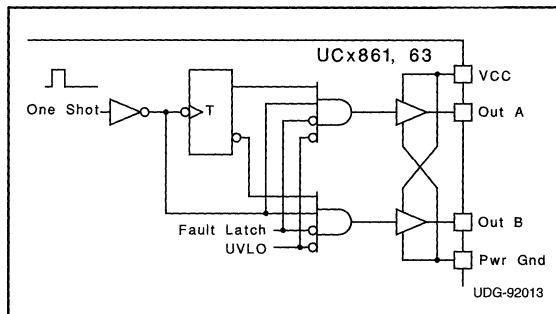 UCx861, 63
VCC
One Shot
T
Out A
Fault Latch
UVLO
Out B
Pwr Gnd
UDG-92013